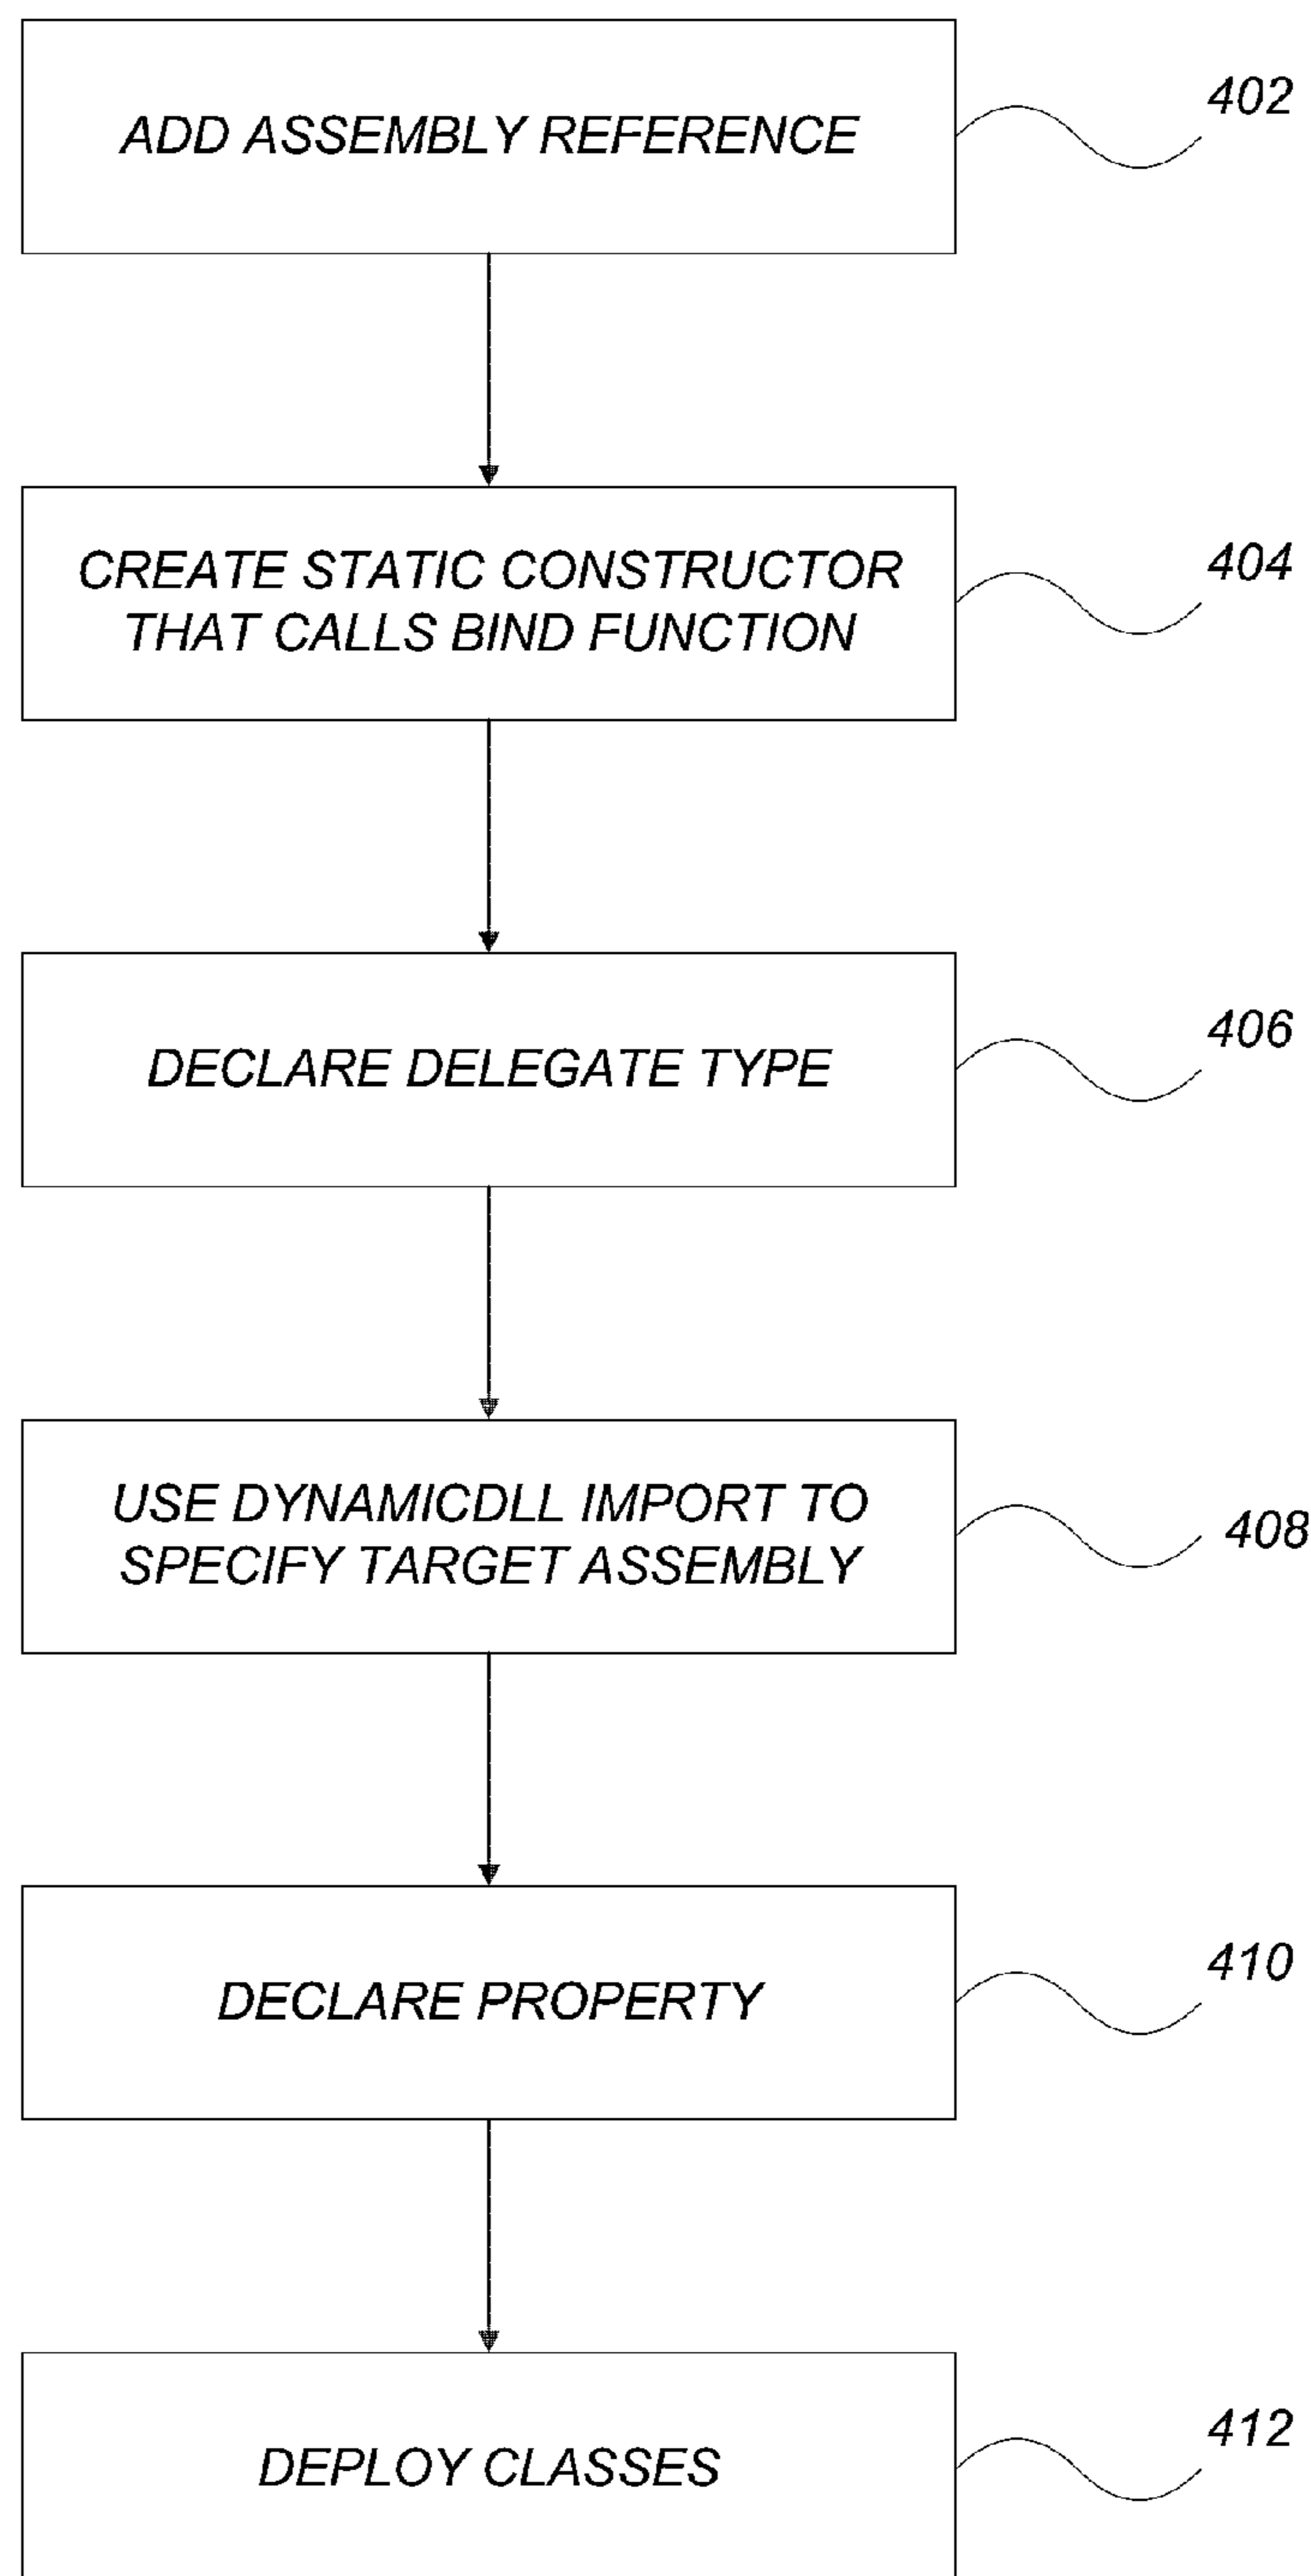 ADD ASSEMBLY REFERENCE
402
CREATE STATIC CONSTRUCTOR
THAT CALLS BIND FUNCTION
404
DECLARE DELEGATE TYPE
406
USE DYNAMICDLL IMPORT TO
SPECIFY TARGET ASSEMBLY
408
DECLARE PROPERTY
410
DEPLOY CLASSES
412